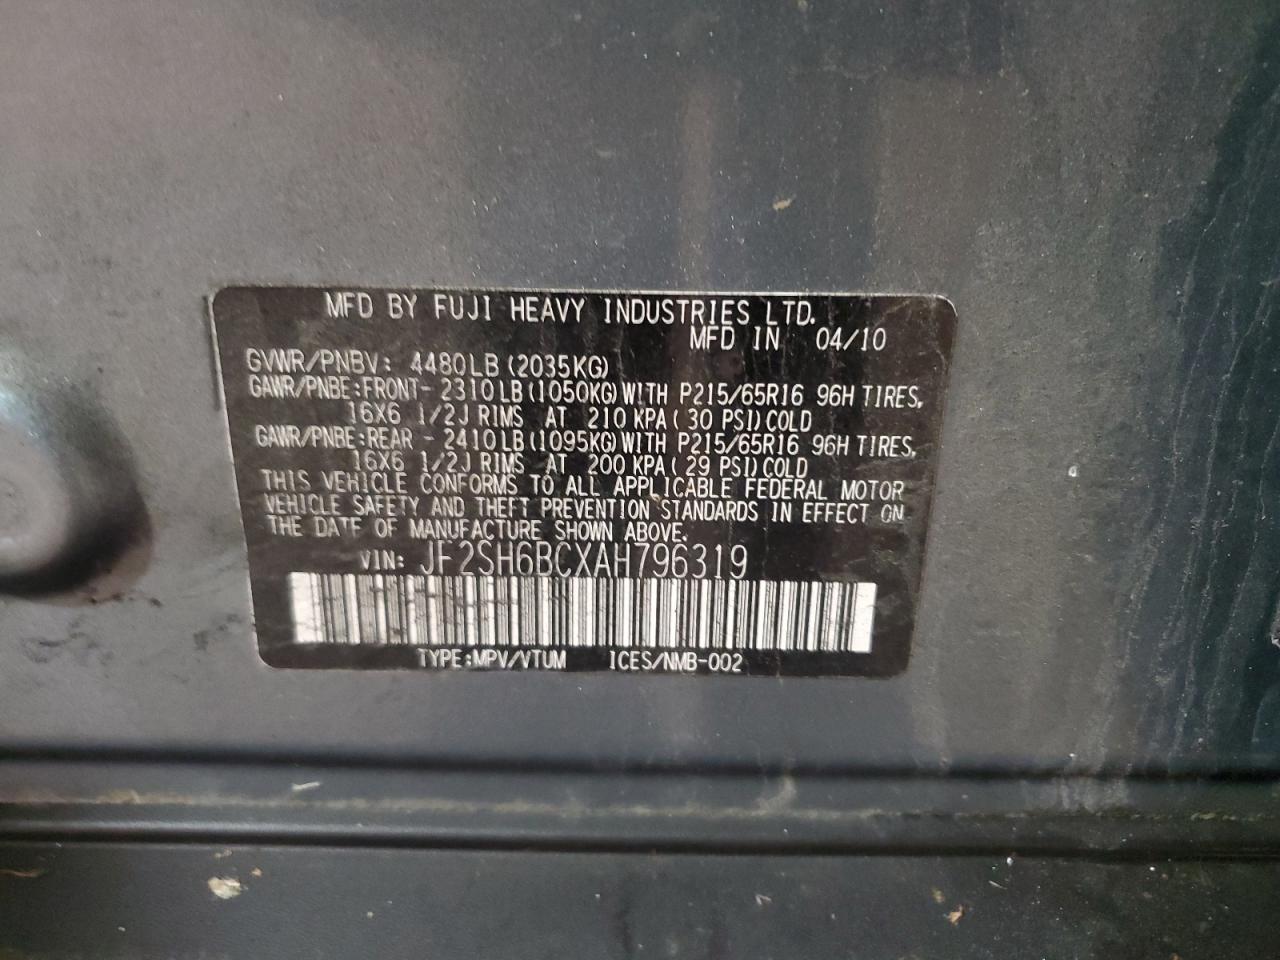 MFD BY FUJI HEAVY INDUSTRIES LTD.
MFD IN 04/10
GVWR/PNBV: 4480LB (2035KG)
GAWR/PNBE:FRONT- 2310LB(1050KG)WITH P215/65R16 96H TIRES,
16X6 1/2J RIMS AT 210 KPA( 30 PSI)COLD
GAWR/PNBE:REAR - 2410LB(1095KG)WITH P215/65R16 96H TIRES,
16X6 1/2J RIMS AT 200 KPA( 29 PSI)COLD
THIS VEHICLE CONFORMS TO ALL APPLICABLE FEDERAL MOTOR
VEHICLE SAFETY AND THEFT PREVENTION STANDARDS IN EFFECT ON
THE DATE OF MANUFACTURE SHOWN ABOVE.
VIN: JF2SH6BCXAH796319
TYPE:MPV/VTUM ICES/NMB-002